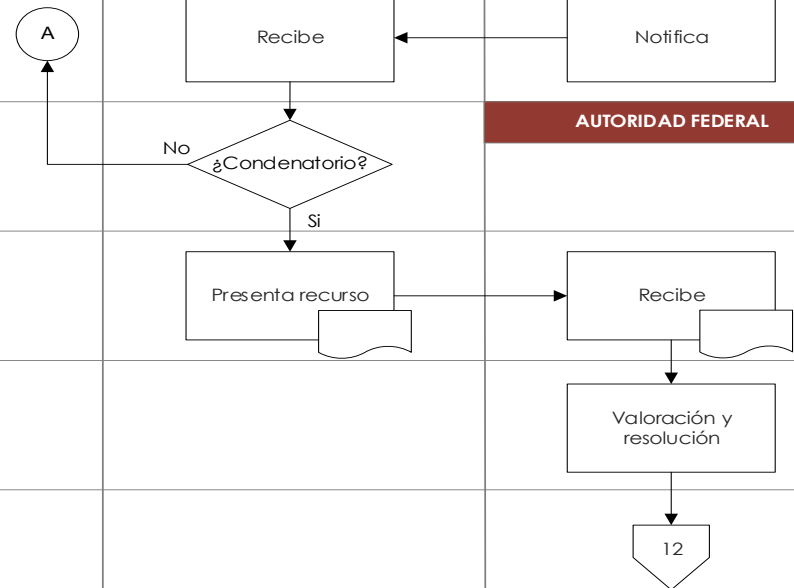 A
Recibe
Notifica
AUTORIDAD FEDERAL
No
¿Condenatorio?
Si
Presenta recurso
Recibe
Valoración y
resolución
12